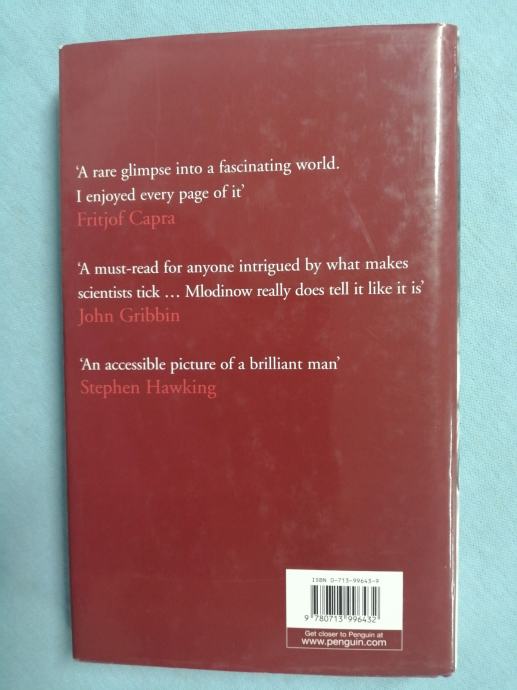 ‘A rare glimpse into a fascinating world.
I enjoyed every page of it’
Fritjof Capra
‘A must-read for anyone intrigued by what makes
scientists tick … Mlodinow really does tell it like it is’
John Gribbin
‘An accessible picture of a brilliant man’
Stephen Hawking
ISBN 0-713-99643-9
9 780713 996432
Get closer to Penguin at
www.penguin.com